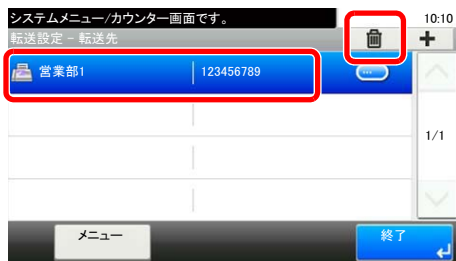 システムメニュー/カウンター画面です。 10:10
転送設定 - 転送先
営業部1 123456789
1/1
メニュー 終了